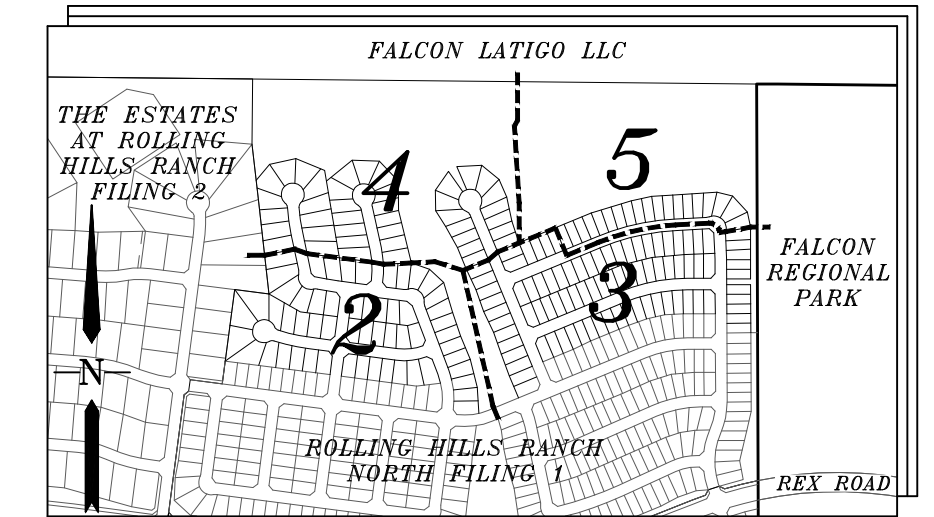 FALCON LATIGO LLC
THE ESTATES
AT ROLLING
HILLS RANCH
FILING 2
5
4
FALCON
REGIONAL
PARK
3
2
N
ROLLING HILLS RANCH
NORTH FILING 1
REX ROAD